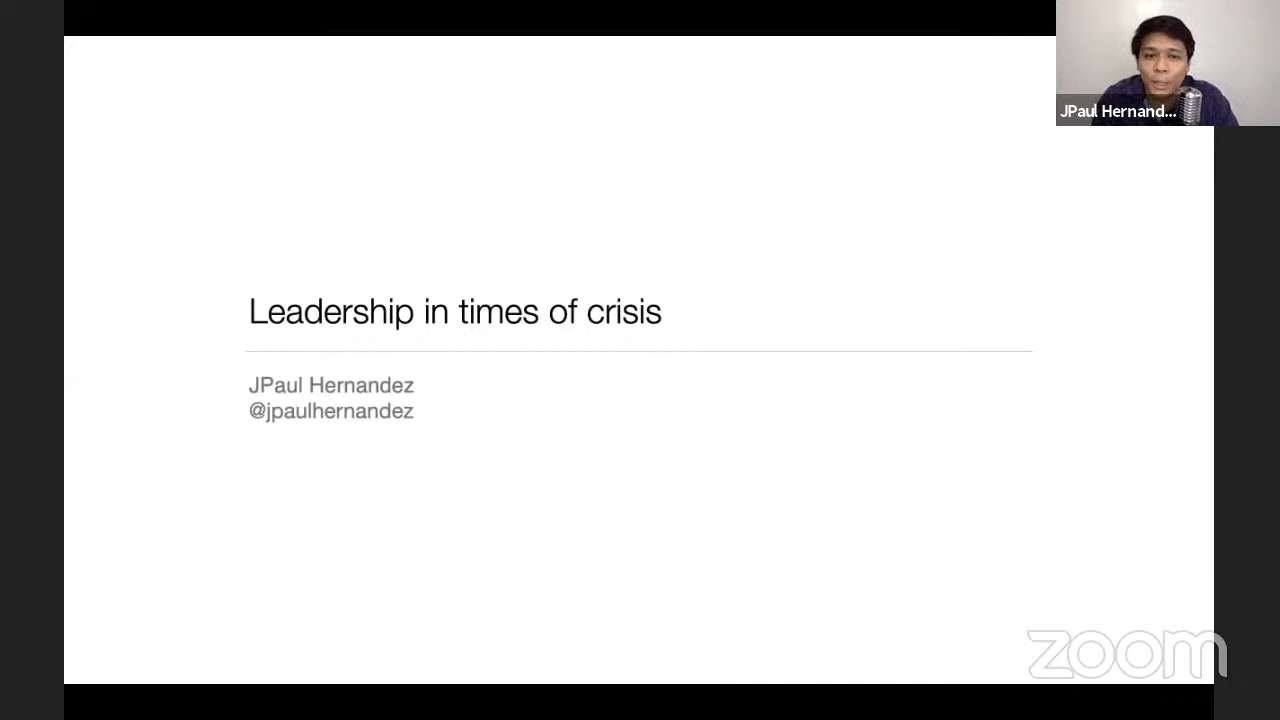 JPaul Hernand...
Leadership in times of crisis
JPaul Hernandez
@jpaulhernandez
zoom